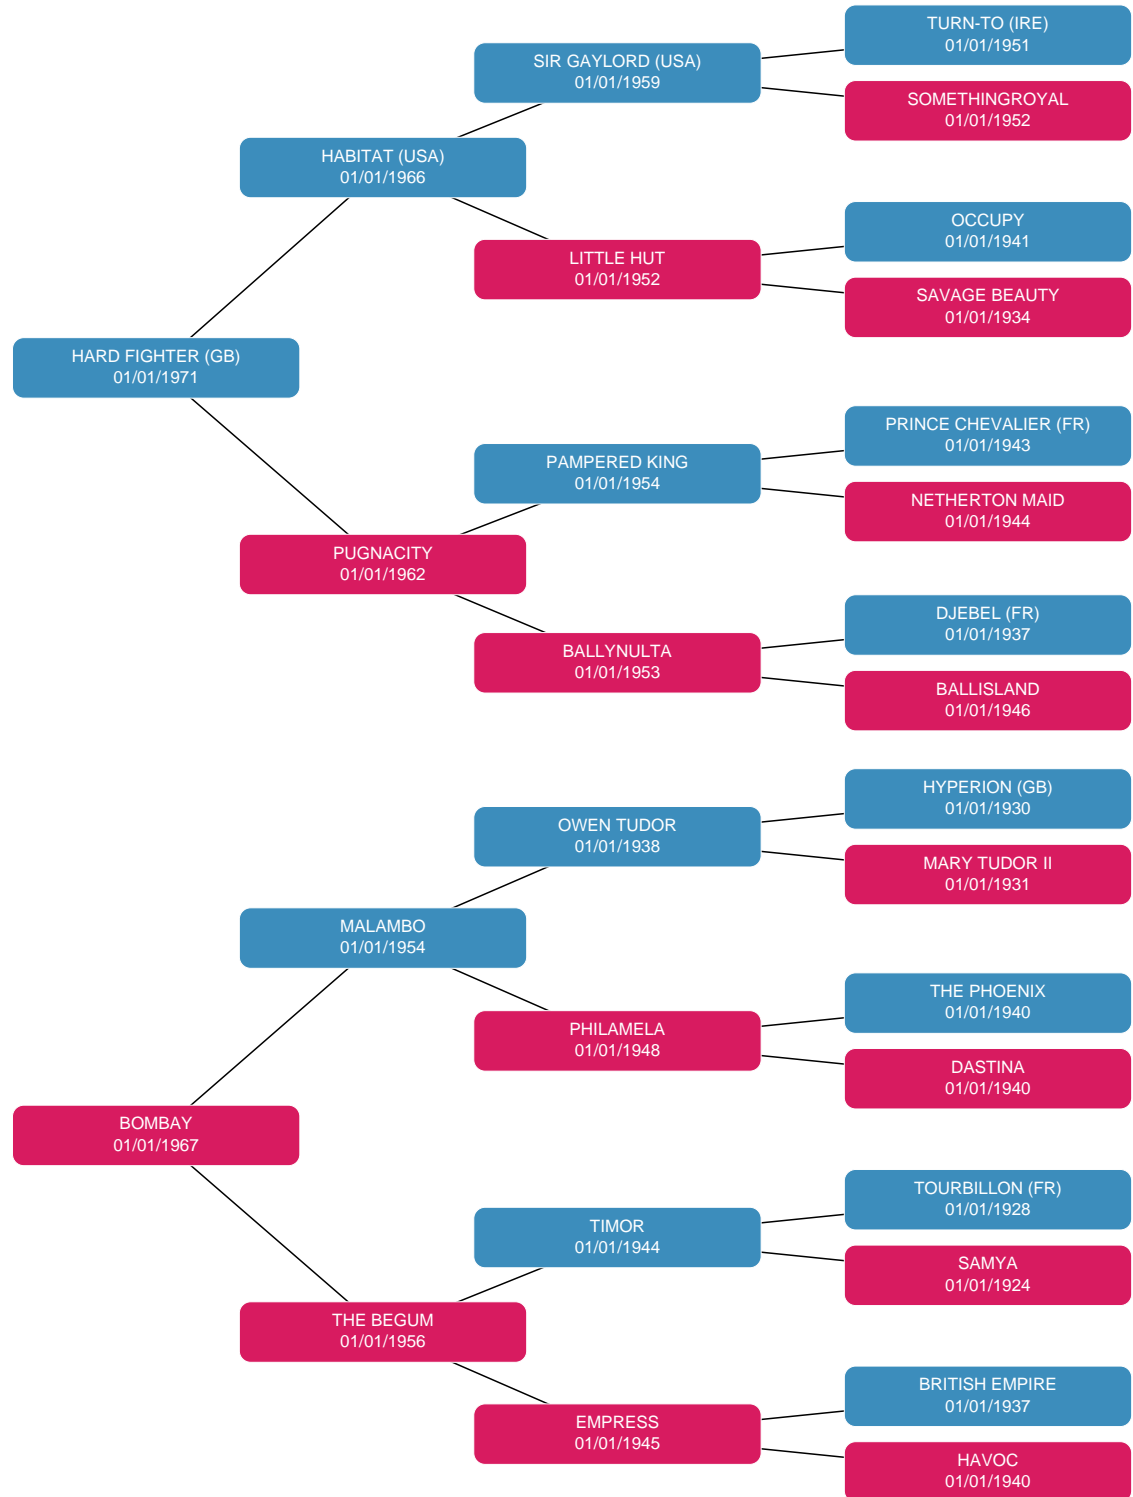 TURN-TO (IRE)
01/01/1951
SIR GAYLORD (USA)
01/01/1959
SOMETHINGROYAL
01/01/1952
HABITAT (USA)
01/01/1966
OCCUPY
01/01/1941
LITTLE HUT
01/01/1952
SAVAGE BEAUTY
01/01/1934
HARD FIGHTER (GB)
01/01/1971
PRINCE CHEVALIER (FR)
01/01/1943
PAMPERED KING
01/01/1954
NETHERTON MAID
01/01/1944
PUGNACITY
01/01/1962
DJEBEL (FR)
01/01/1937
BALLYNULTA
01/01/1953
BALLISLAND
01/01/1946
HYPERION (GB)
01/01/1930
OWEN TUDOR
01/01/1938
MARY TUDOR II
01/01/1931
MALAMBO
01/01/1954
THE PHOENIX
01/01/1940
PHILAMELA
01/01/1948
DASTINA
01/01/1940
BOMBAY
01/01/1967
TOURBILLON (FR)
01/01/1928
TIMOR
01/01/1944
SAMYA
01/01/1924
THE BEGUM
01/01/1956
BRITISH EMPIRE
01/01/1937
EMPRESS
01/01/1945
HAVOC
01/01/1940